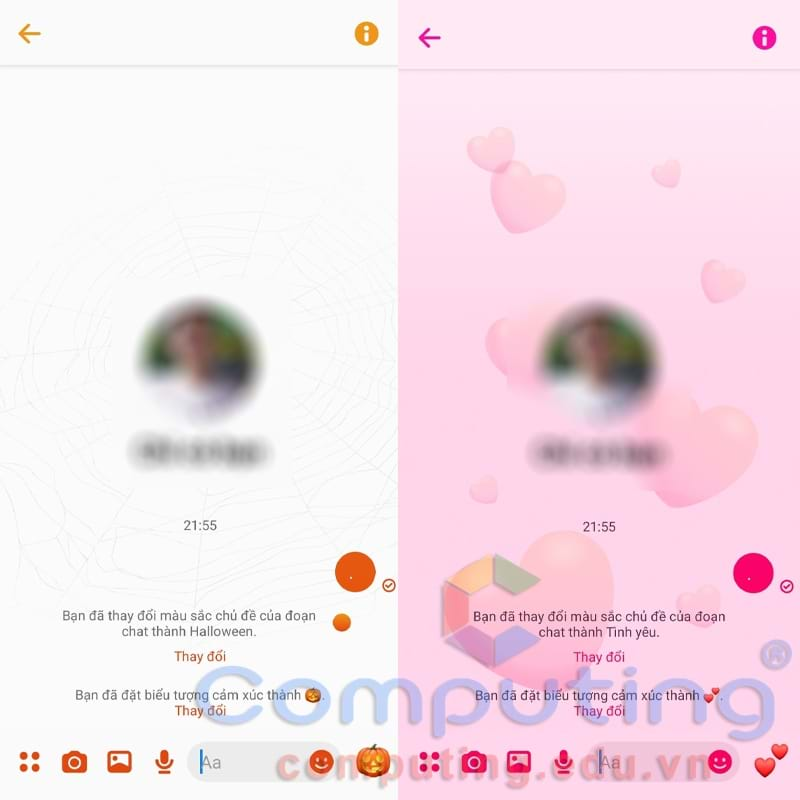 21:55
.
Bạn đã thay đổi màu sắc chủ đề của đoạn
chat thành Halloween.
Thay đổi
Bạn đã đặt biểu tượng cảm xúc thành 🎃.
Thay đổi
Aa
21:55
.
Bạn đã thay đổi màu sắc chủ đề của đoạn
chat thành Tình yêu.
Thay đổi
Bạn đã đặt biểu tượng cảm xúc thành 💕.
Thay đổi
Aa
Computing®
computing.edu.vn